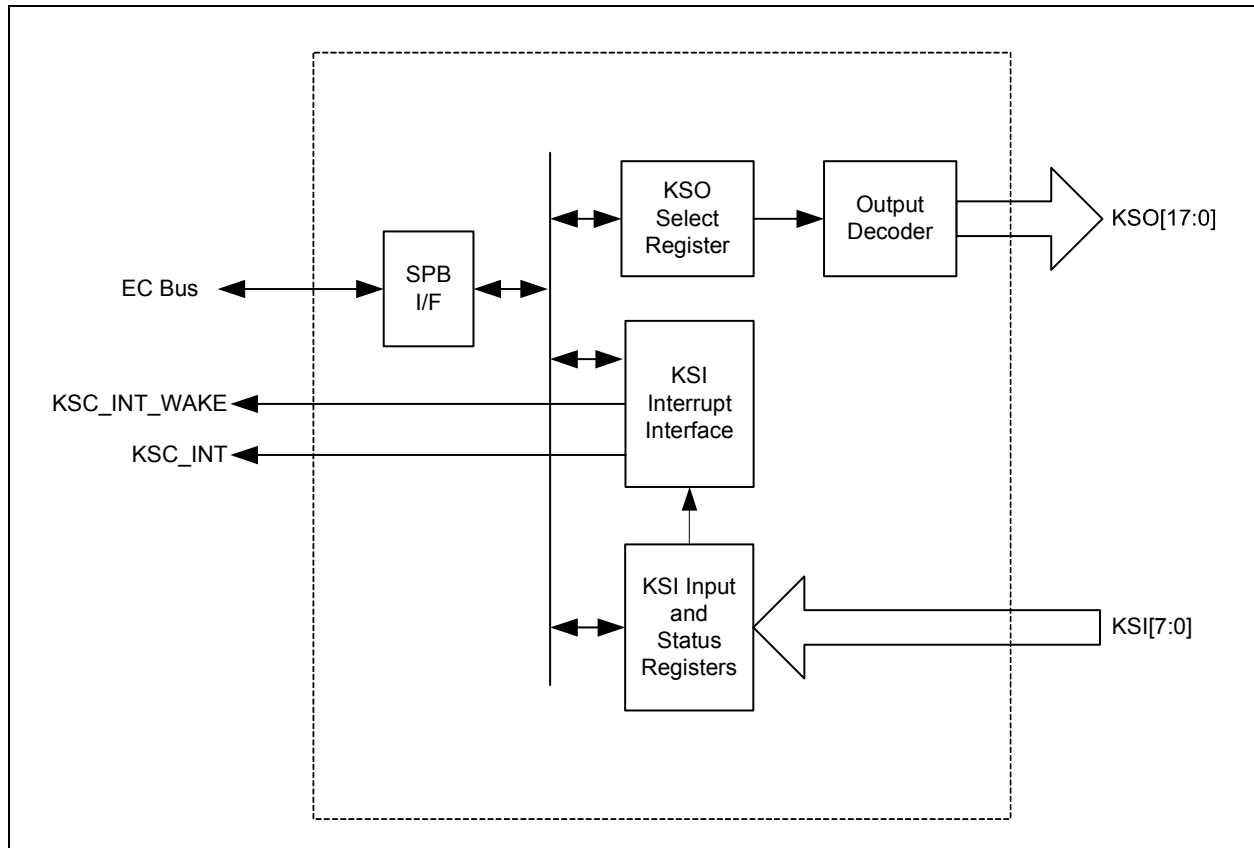 KSO
Select
Register
Output
Decoder
KSO[17:0]
SPB
I/F
EC Bus
KSI
Interrupt
Interface
KSC_INT_WAKE
KSC_INT
KSI Input
and
Status
Registers
KSI[7:0]